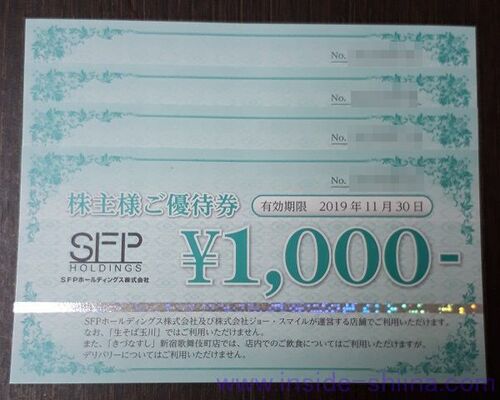 No.
No.
No.
No.
株主様ご優待券
有効期限 2019年11月30日
SFP
HOLDINGS
SFPホールディングス株式会社
¥1,000-
SFPホールディングス株式会社及び株式会社ジョー・スマイルが運営する店舗でご利用いただけます。
なお、「生そば玉川」ではご利用いただけません。
また、「きづなすし」新宿歌舞伎町店では、店内でのご飲食についてはご利用いただけますが、
デリバリーについてはご利用いただけません。
www.inside-shiina.com